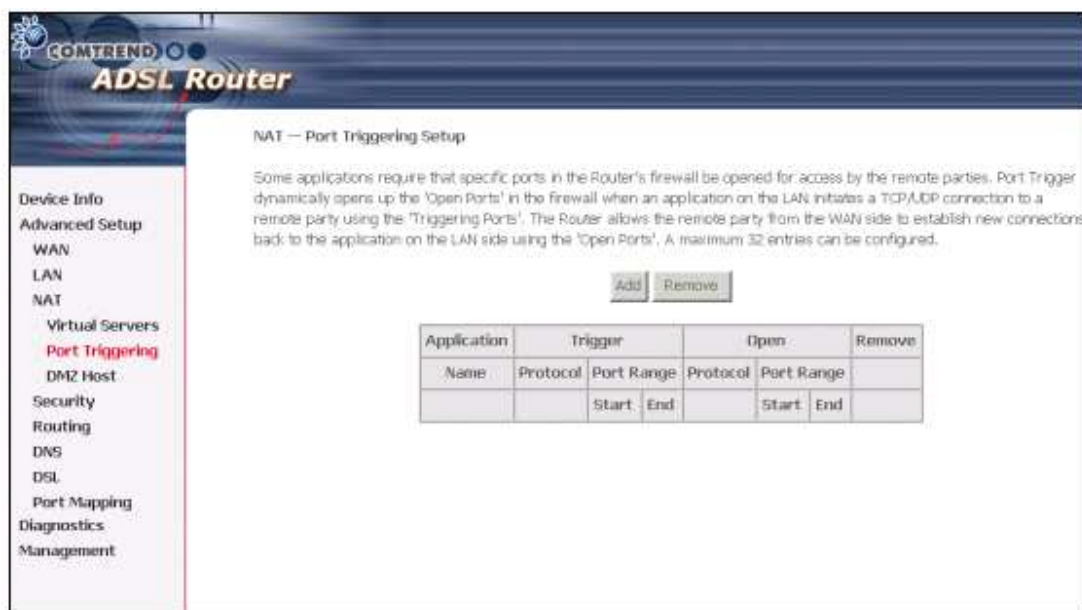 COMTREND
ADSL Router
NAT -- Port Triggering Setup
Some applications require that specific ports in the Router's firewall be opened for access by the remote parties. Port Trigger
dynamically opens up the 'Open Ports' in the firewall when an application on the LAN initiates a TCP/UDP connection to a
remote party using the 'Triggering Ports'. The Router allows the remote party from the WAN side to establish new connections
back to the application on the LAN side using the 'Open Ports'. A maximum 32 entries can be configured.
Add Remove
Application Trigger Open Remove
Name Protocol Port Range Protocol Port Range
Start End Start End
Device Info
Advanced Setup
WAN
LAN
NAT
Virtual Servers
Port Triggering
DMZ Host
Security
Routing
DNS
DSL
Port Mapping
Diagnostics
Management